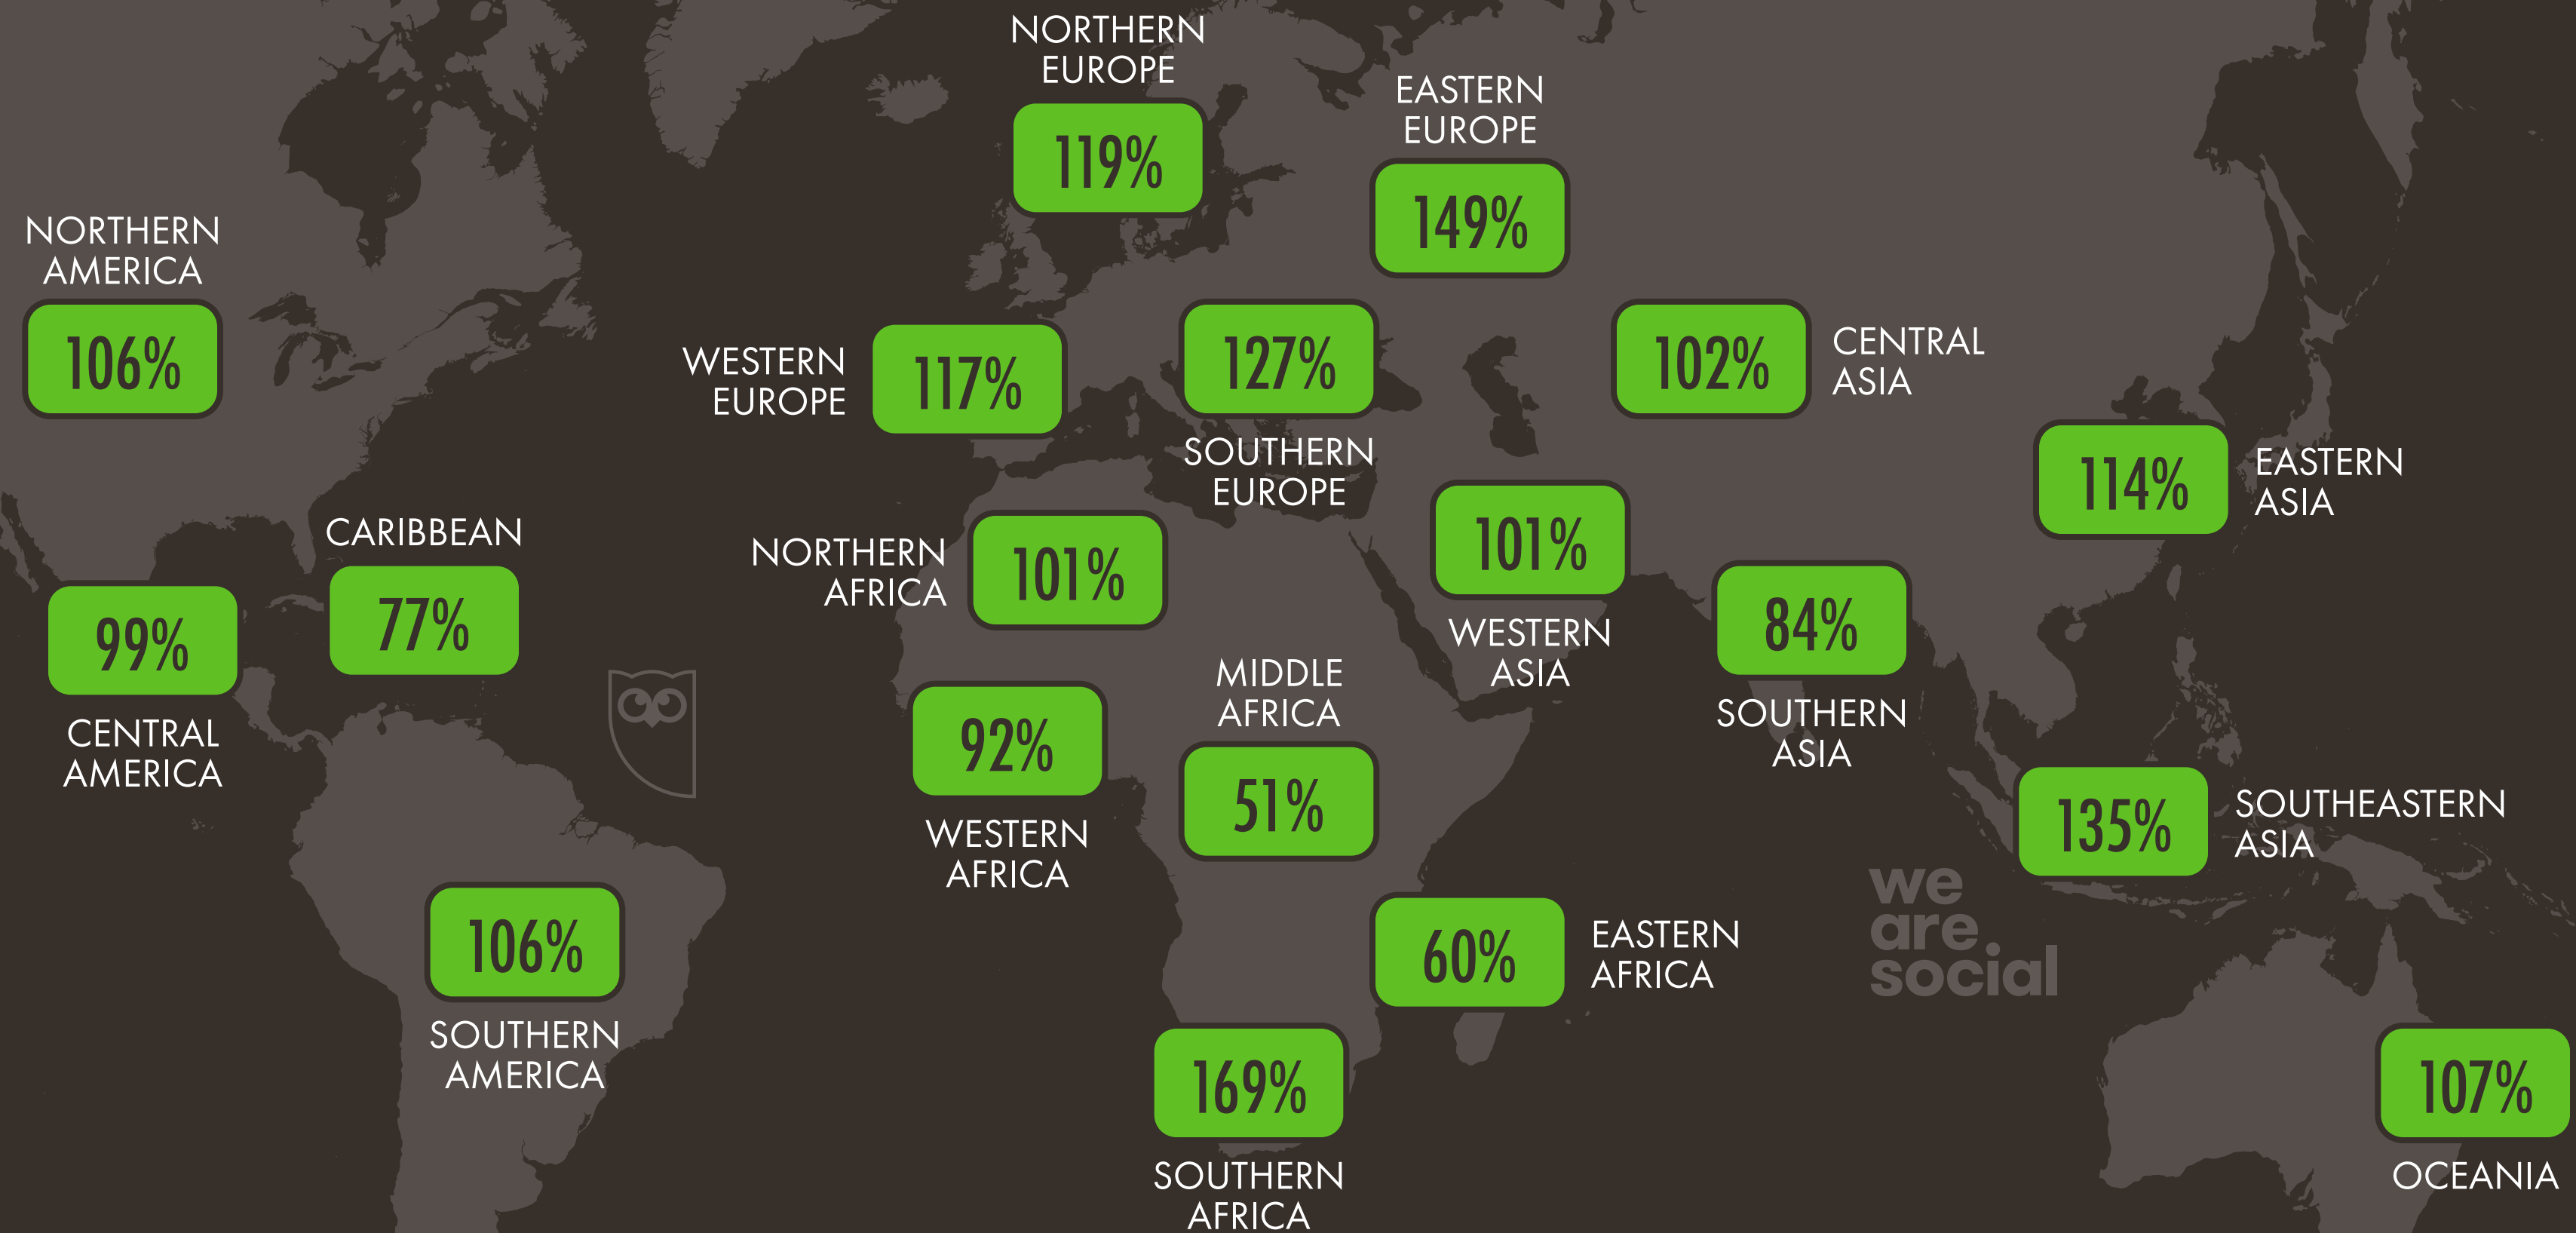 NORTHERN
EUROPE
119%
EASTERN
EUROPE
149%
NORTHERN
AMERICA
106%
WESTERN
EUROPE
117%
127%
SOUTHERN
EUROPE
102%
CENTRAL
ASIA
114%
EASTERN
ASIA
CARIBBEAN
77%
99%
CENTRAL
AMERICA
NORTHERN
AFRICA
101%
101%
WESTERN
ASIA
84%
SOUTHERN
ASIA
92%
WESTERN
AFRICA
MIDDLE
AFRICA
51%
135%
SOUTHEASTERN
ASIA
106%
SOUTHERN
AMERICA
60%
EASTERN
AFRICA
we
are
social
169%
SOUTHERN
AFRICA
107%
OCEANIA